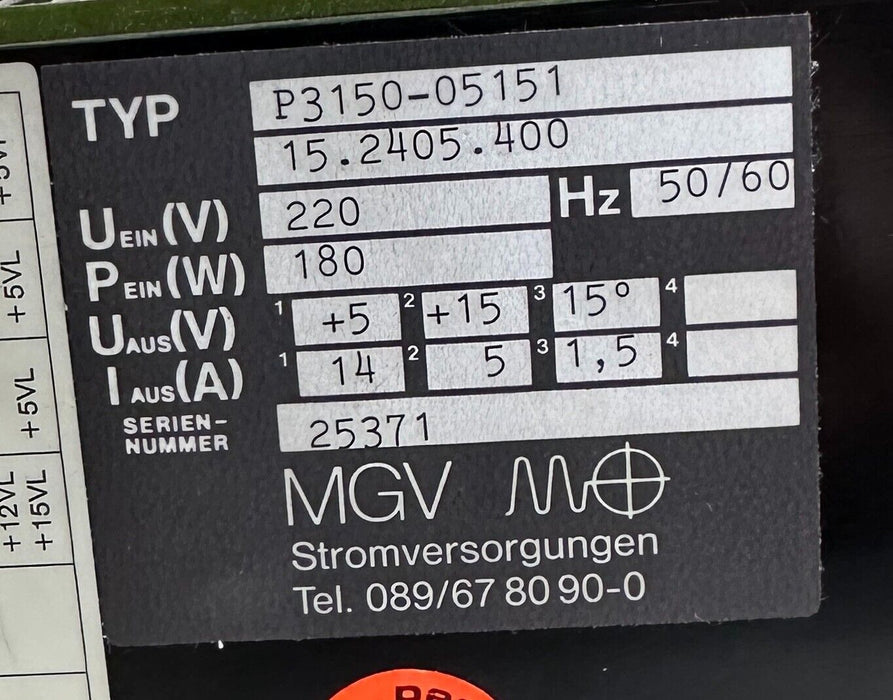 TYP P3150-05151
15.2405.400
UEIN(V) 220 Hz 50/60
PEIN(W) 180
UAUS(V) 1 +5 2 +15 3 15° 4
IAUS(A) 1 14 2 5 3 1,5 4
SERIEN-
NUMMER 25371
MGV
Stromversorgungen
Tel. 089/67 80 90-0
+5VL
+5VL
+12VL
+15VL